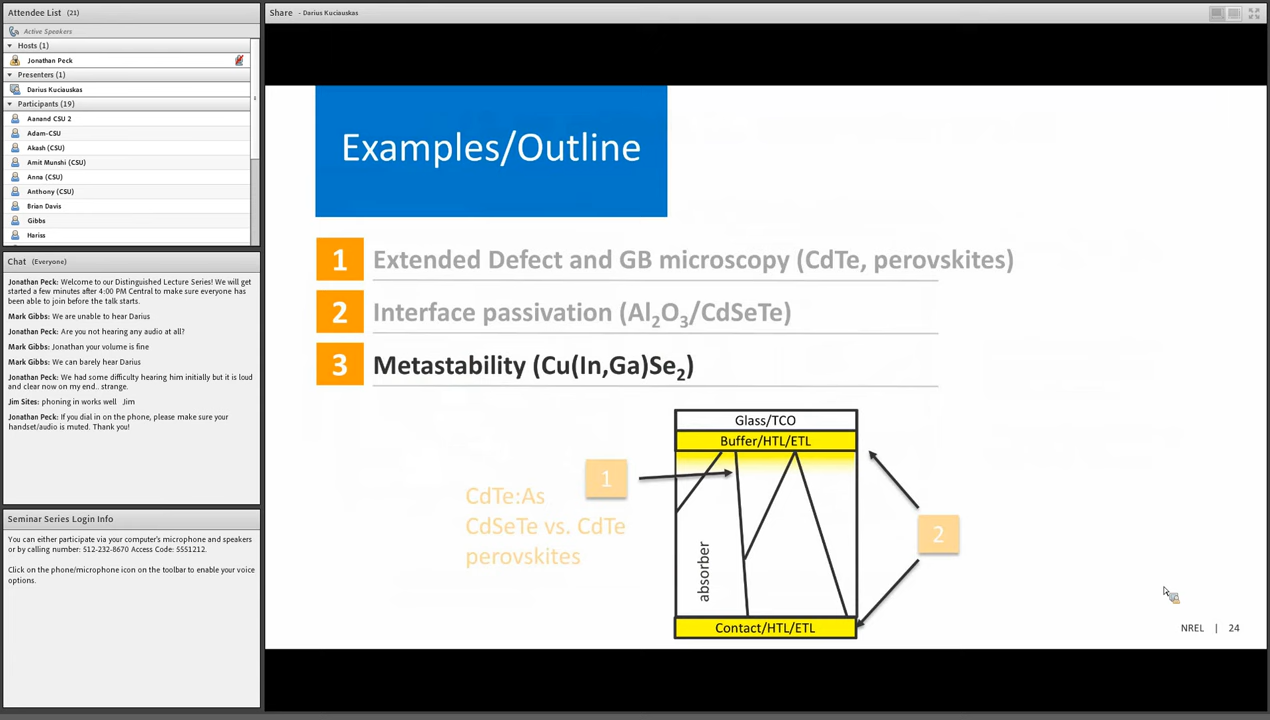 Attendee List (21)
Active Speakers
Hosts (1)
Jonathan Peck
Presenters (1)
Darius Kuciauskas
Participants (19)
Aanand CSU 2
Adam-CSU
Akash (CSU)
Amit Munshi (CSU)
Anna (CSU)
Anthony (CSU)
Brian Davis
Gibbs
Hariss
Chat (Everyone)
Jonathan Peck: Welcome to our Distinguished Lecture Series! We will get
started a few minutes after 4:00 PM Central to make sure everyone has
been able to join before the talk starts.
Mark Gibbs: We are unable to hear Darius
Jonathan Peck: Are you not hearing any audio at all?
Mark Gibbs: Jonathan your volume is fine
Mark Gibbs: We can barely hear Darius
Jonathan Peck: We had some difficulty hearing him initially but it is loud
and clear now on my end.. strange.
Jim Sites: phoning in works well Jim
Jonathan Peck: If you dial in on the phone, please make sure your
handset/audio is muted. Thank you!
Seminar Series Login Info
You can either participate via your computer's microphone and speakers
or by calling number: 512-232-8670 Access Code: 5551212.
Click on the phone/microphone icon on the toolbar to enable your voice
options.
Share - Darius Kuciauskas
Examples/Outline
1 Extended Defect and GB microscopy (CdTe, perovskites)
2 Interface passivation (Al₂O₃/CdSeTe)
3 Metastability (Cu(In,Ga)Se₂)
Glass/TCO
Buffer/HTL/ETL
1
CdTe:As
CdSeTe vs. CdTe
perovskites
absorber
2
Contact/HTL/ETL
NREL | 24